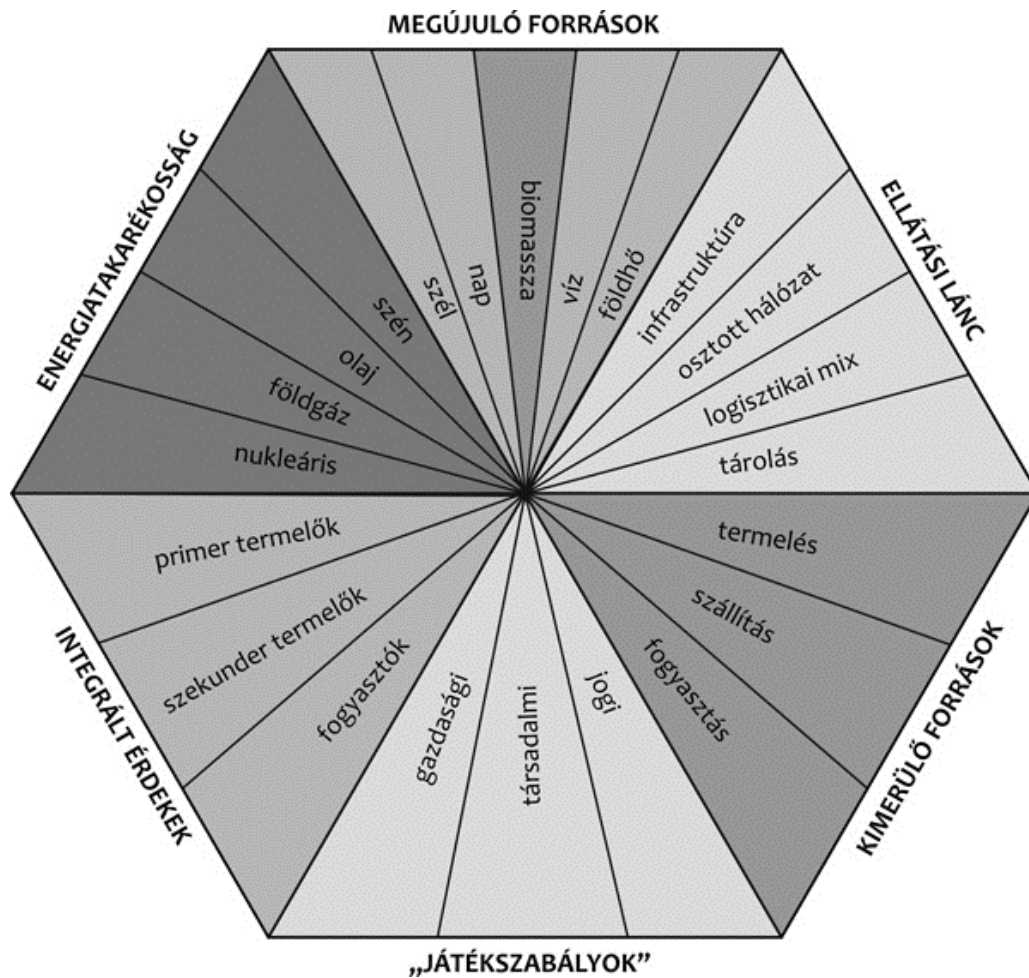 MEGÚJULÓ FORRÁSOK
szél
nap
biomassza
víz
földhő
ELLÁTÁSI LÁNC
infrastruktúra
osztott hálózat
logisztikai mix
tárolás
KIMERÜLŐ FORRÁSOK
termelés
szállítás
fogyasztás
„JÁTÉKSZABÁLYOK”
jogi
társadalmi
gazdasági
INTEGRÁLT ÉRDEKEK
fogyasztók
szekunder termelők
primer termelők
ENERGIATAKARÉKOSSÁG
nukleáris
földgáz
olaj
szén